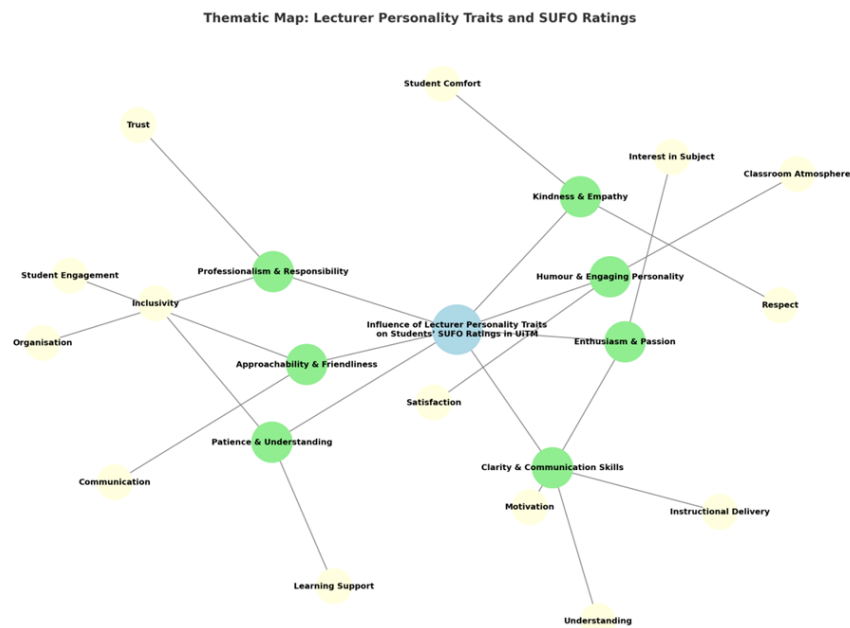 Thematic Map: Lecturer Personality Traits and SUFO Ratings
Student Comfort
Trust
Interest in Subject
Classroom Atmosphere
Kindness & Empathy
Professionalism & Responsibility
Student Engagement
Humour & Engaging Personality
Inclusivity
Respect
Influence of Lecturer Personality Traits
on Students' SUFO Ratings in UiTM
Organisation
Enthusiasm & Passion
Approachability & Friendliness
Satisfaction
Patience & Understanding
Clarity & Communication Skills
Communication
Motivation
Instructional Delivery
Learning Support
Understanding